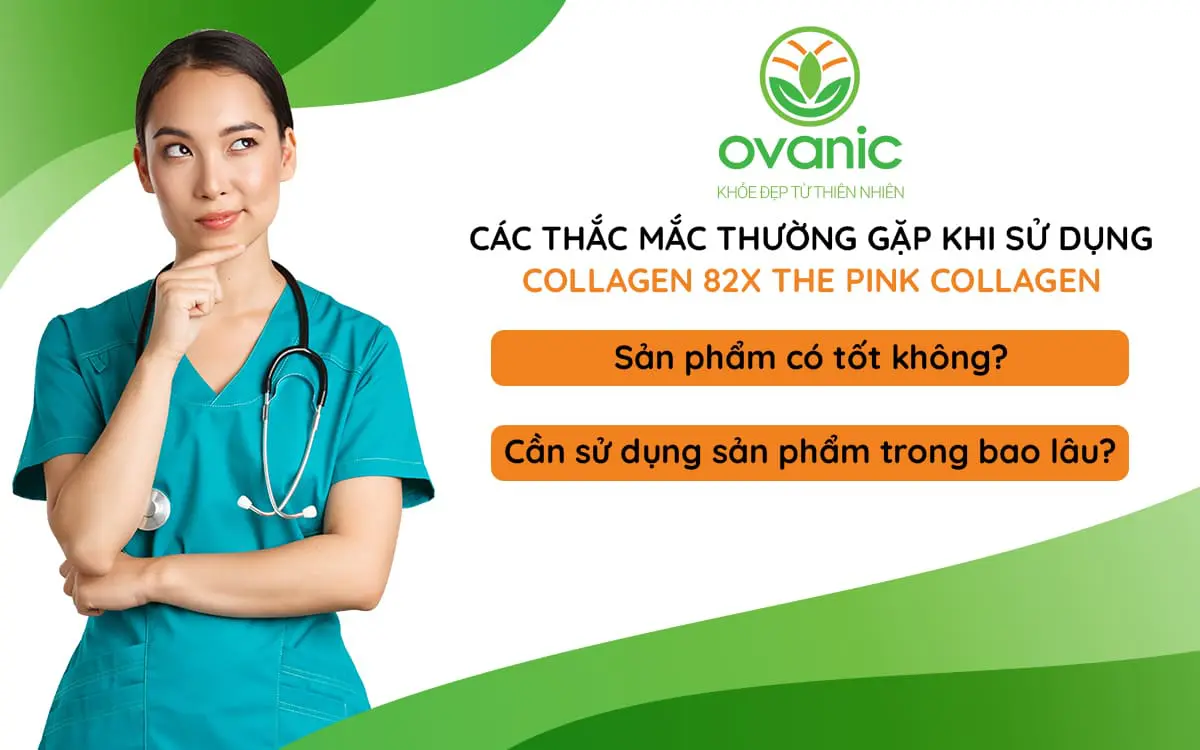 ovanic
KHỎE ĐẸP TỪ THIÊN NHIÊN
CÁC THẮC MẮC THƯỜNG GẶP KHI SỬ DỤNG
COLLAGEN 82X THE PINK COLLAGEN
Sản phẩm có tốt không?
Cần sử dụng sản phẩm trong bao lâu?